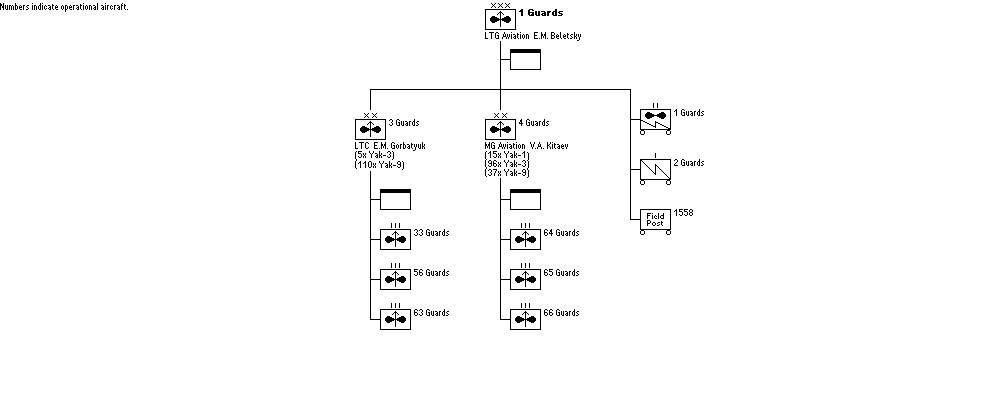 Numbers indicate operational aircraft.
XXX
1 Guards
LTG Aviation E.M. Beletsky
XX
3 Guards
LTC E.M. Gorbatyuk
(5x Yak-3)
(110x Yak-9)
III
33 Guards
III
56 Guards
III
63 Guards
XX
4 Guards
MG Aviation V.A. Kitaev
(15x Yak-1)
(96x Yak-3)
(37x Yak-9)
III
64 Guards
III
65 Guards
III
66 Guards
II
1 Guards
I
2 Guards
Field
Post
1558